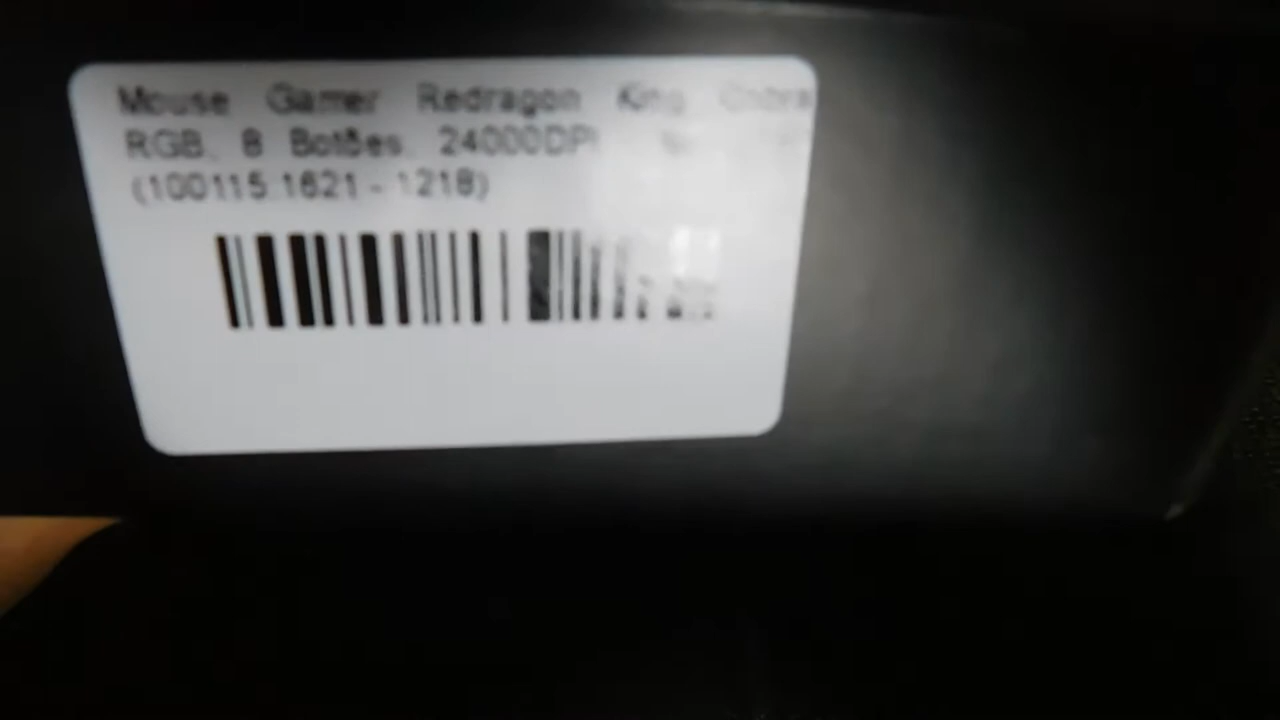 Mouse Gamer Redragon King Cobra
RGB, 8 Botões, 24000DPI
(100115.1621 - 1218)